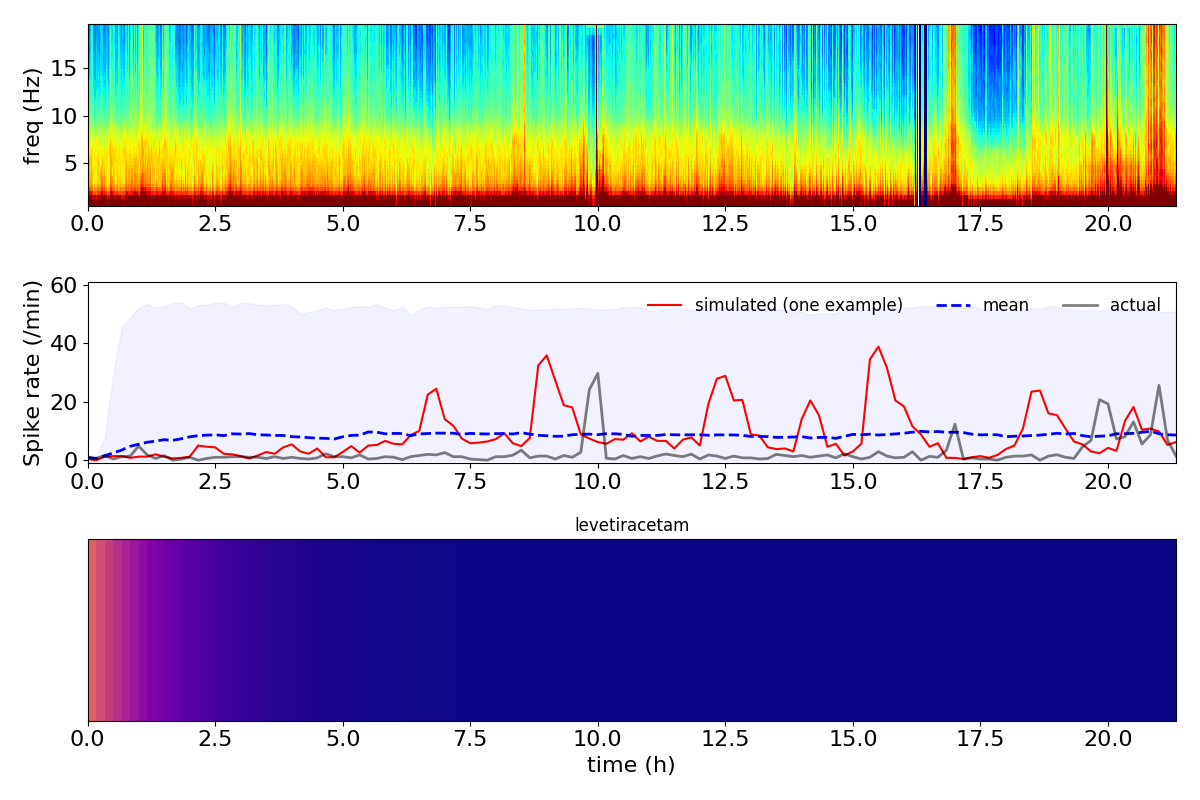 freq (Hz)
15
10
5
0.0 2.5 5.0 7.5 10.0 12.5 15.0 17.5 20.0
Spike rate (/min)
60
40
20
0
simulated (one example) mean actual
0.0 2.5 5.0 7.5 10.0 12.5 15.0 17.5 20.0
levetiracetam
0.0 2.5 5.0 7.5 10.0 12.5 15.0 17.5 20.0
time (h)